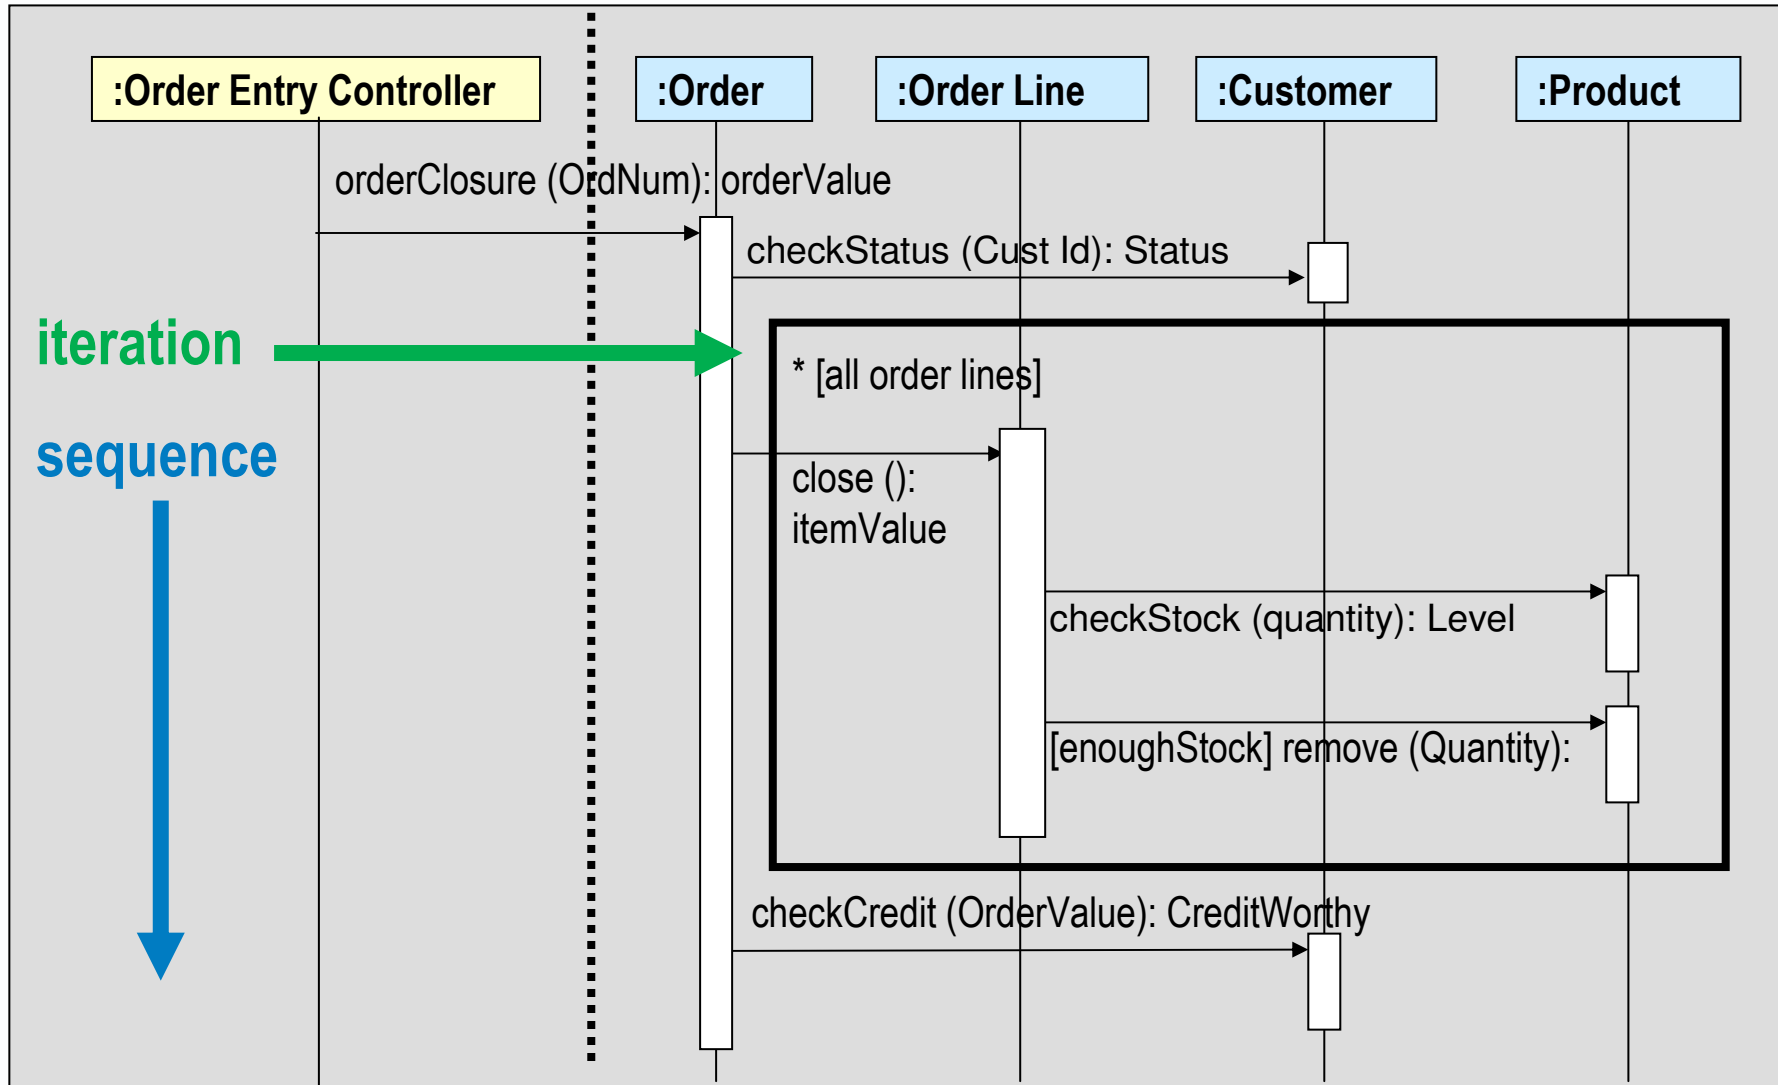 :Order Entry Controller
:Order
:Order Line
:Customer
:Product
orderClosure (OrdNum): orderValue
checkStatus (Cust Id): Status
iteration
* [all order lines]
sequence
close ():
itemValue
checkStock (quantity): Level
[enoughStock] remove (Quantity):
checkCredit (OrderValue): CreditWorthy